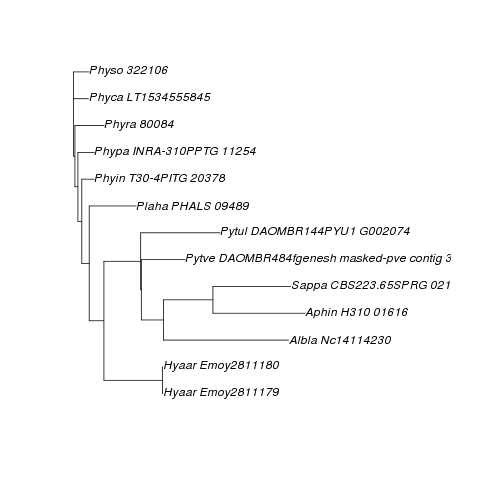 Physo 322106
Phyca LT1534555845
Phyra 80084
Phypa INRA-310PPTG 11254
Phyin T30-4PITG 20378
Plaha PHALS 09489
Pytul DAOMBR144PYU1 G002074
Pytve DAOMBR484fgenesh masked-pve contig 3
Sappa CBS223.65SPRG 021
Aphin H310 01616
Albla Nc14114230
Hyaar Emoy2811180
Hyaar Emoy2811179